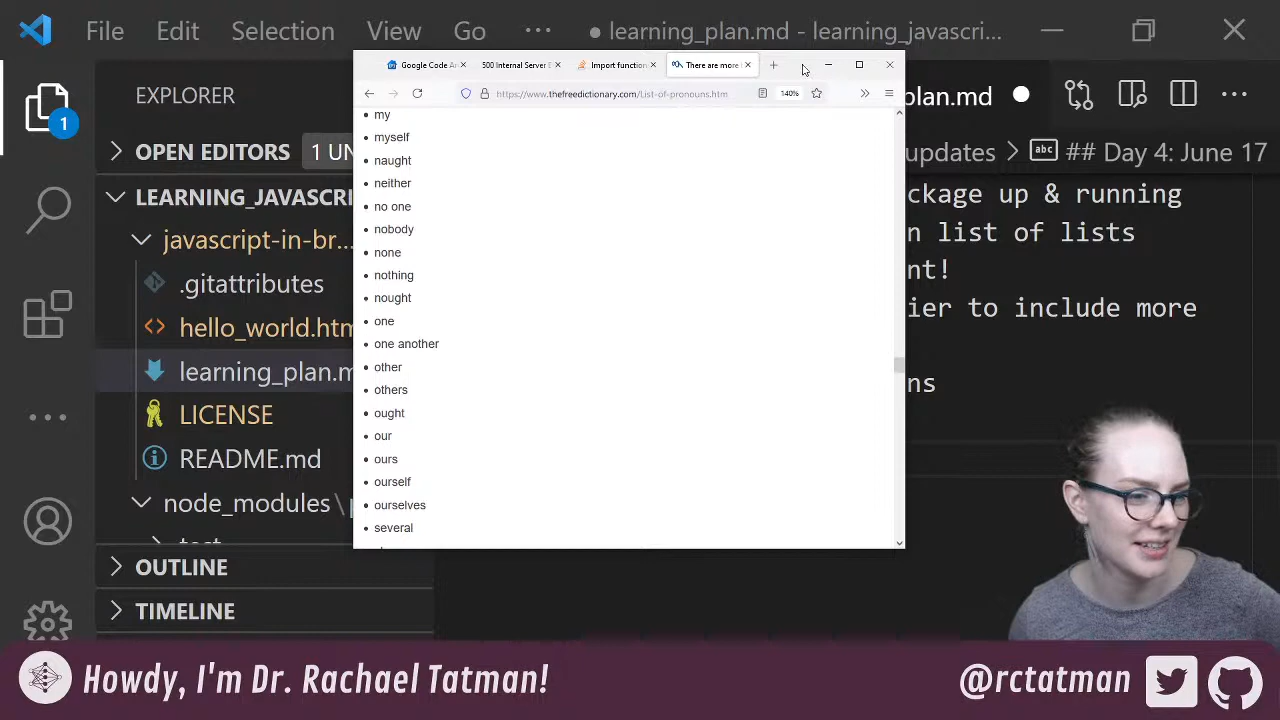 File Edit Selection View Go ··· ● learning_plan.md - learning_javascri...
Google Code Ar 500 Internal Server E Import function There are more
https://www.thefreedictionary.com/List-of-pronouns.htm 140%
EXPLORER
OPEN EDITORS 1 UN
LEARNING_JAVASCRI
javascript-in-br...
.gitattributes
hello_world.htm
learning_plan.m
LICENSE
README.md
node_modules \
OUTLINE
TIMELINE
1
my
myself
naught
neither
no one
nobody
none
nothing
nought
one
one another
other
others
ought
our
ours
ourself
ourselves
several
plan.md
updates > abc ## Day 4: June 17
ckage up & running
n list of lists
nt!
ier to include more
ns
Howdy, I'm Dr. Rachael Tatman!
@rctatman